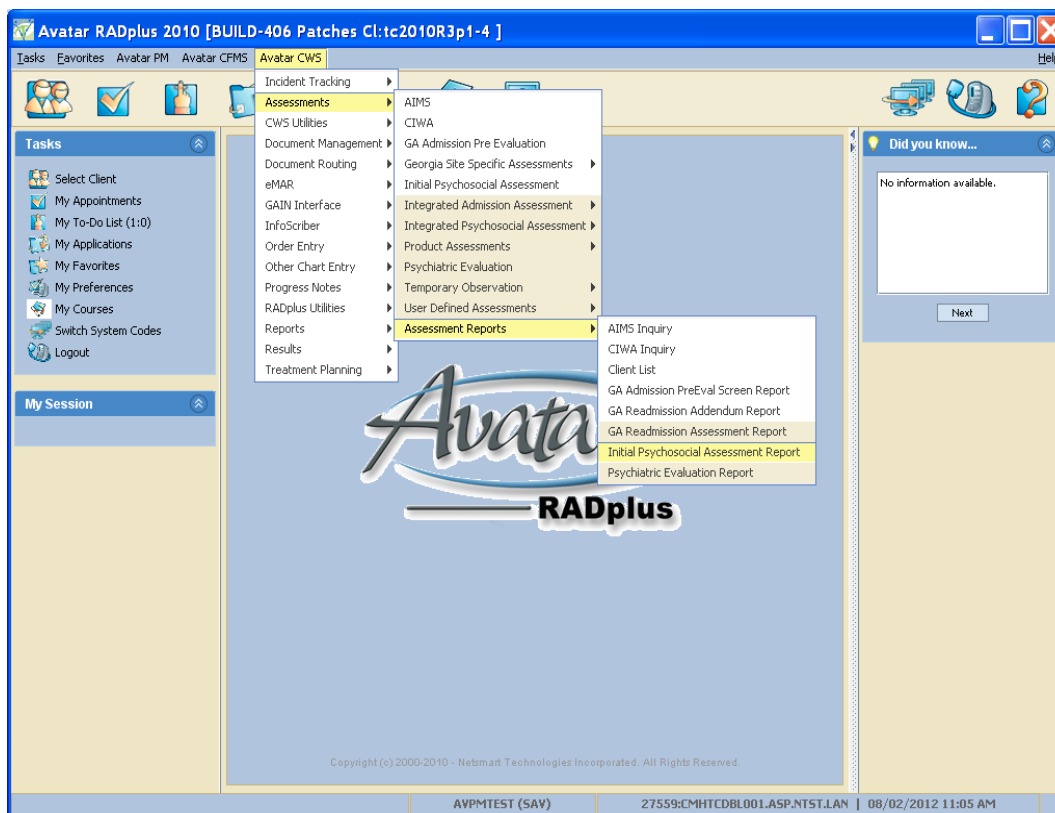 Avatar RADplus 2010 [BUILD-406 Patches Cl:tc2010R3p1-4 ]
Tasks Favorites Avatar PM Avatar CFMS Avatar CWS Help
Tasks
Select Client
My Appointments
My To-Do List (1:0)
My Applications
My Favorites
My Preferences
My Courses
Switch System Codes
Logout
My Session
Incident Tracking
Assessments
CWS Utilities
Document Management
Document Routing
eMAR
GAIN Interface
InfoScriber
Order Entry
Other Chart Entry
Progress Notes
RADplus Utilities
Reports
Results
Treatment Planning
AIMS
CIWA
GA Admission Pre Evaluation
Georgia Site Specific Assessments
Initial Psychosocial Assessment
Integrated Admission Assessment
Integrated Psychosocial Assessment
Product Assessments
Psychiatric Evaluation
Temporary Observation
User Defined Assessments
Assessment Reports
AIMS Inquiry
CIWA Inquiry
Client List
GA Admission PreEval Screen Report
GA Readmission Addendum Report
GA Readmission Assessment Report
Initial Psychosocial Assessment Report
Psychiatric Evaluation Report
Did you know...
No information available.
Next
Avata
RADplus
Copyright (c) 2000-2010 - Netsmart Technologies Incorporated. All Rights Reserved.
AVPMTEST (SAV) 27559:CMHTCDBL001.ASP.NTST.LAN | 08/02/2012 11:05 AM